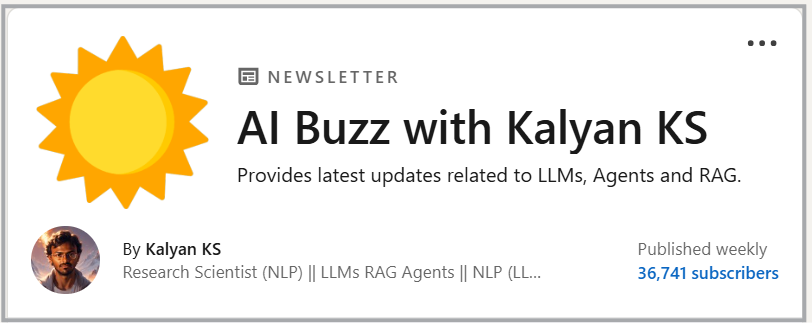 NEWSLETTER
AI Buzz with Kalyan KS
Provides latest updates related to LLMs, Agents and RAG.
By Kalyan KS
Research Scientist (NLP) || LLMs RAG Agents || NLP (LL...
Published weekly
36,741 subscribers